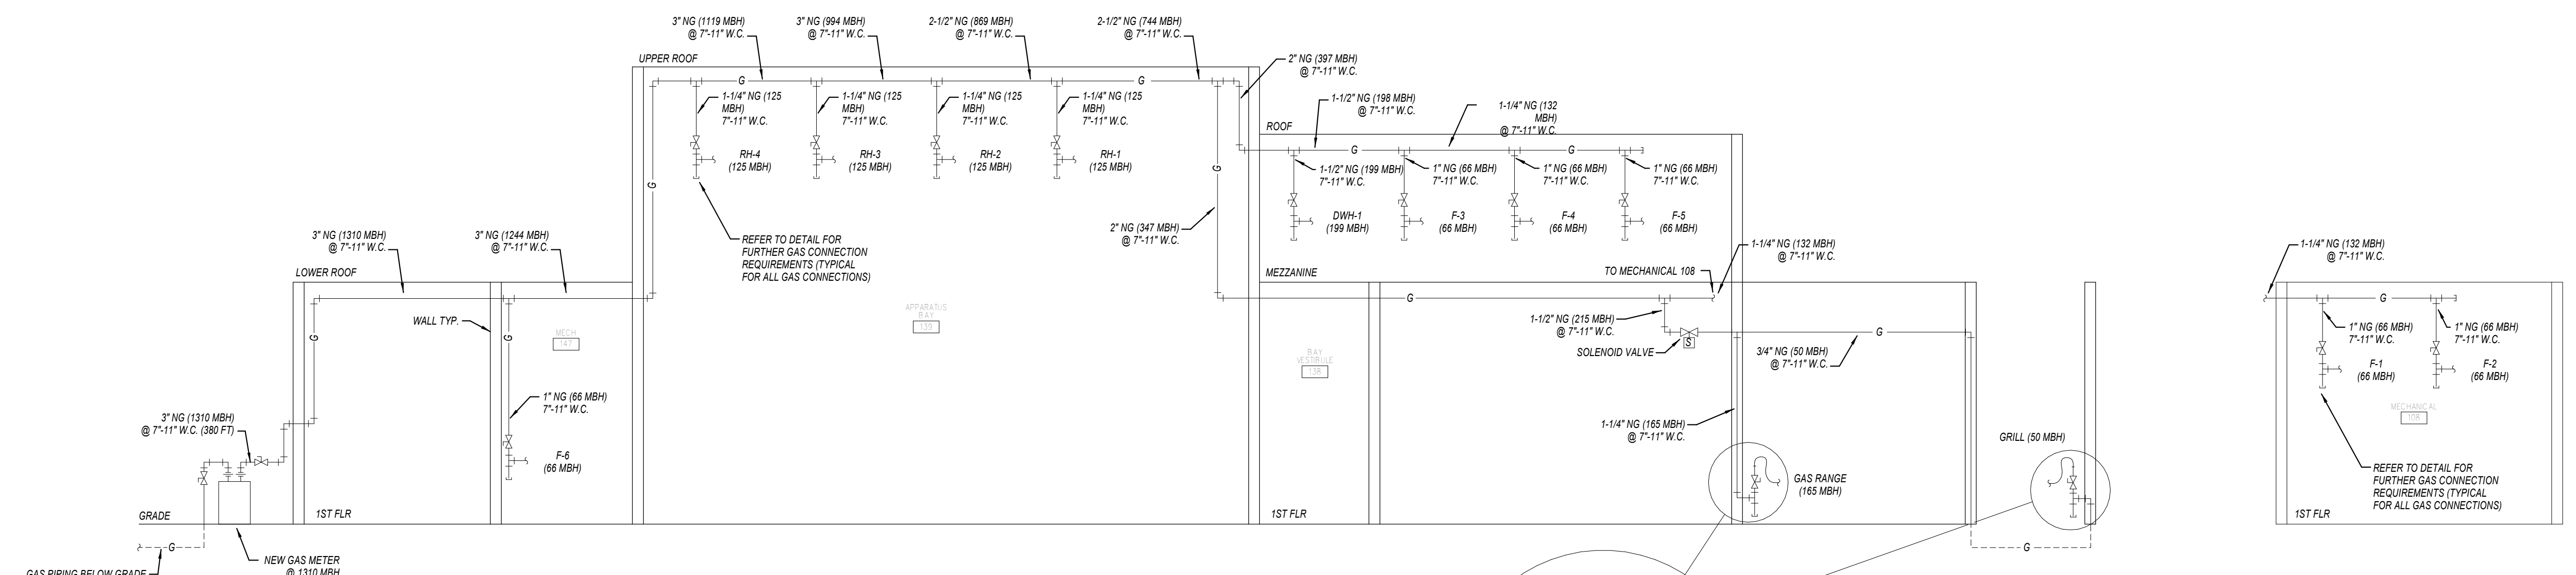 3" NG (1119 MBH)
@ 7"-11" W.C.
3" NG (994 MBH)
@ 7"-11" W.C.
2-1/2" NG (869 MBH)
@ 7"-11" W.C.
2-1/2" NG (744 MBH)
@ 7"-11" W.C.
UPPER ROOF
2" NG (397 MBH)
@ 7"-11" W.C.
G
G
1-1/4" NG (125
MBH)
7"-11" W.C.
1-1/4" NG (125
MBH)
7"-11" W.C.
1-1/4" NG (125
MBH)
7"-11" W.C.
1-1/4" NG (125
MBH)
7"-11" W.C.
1-1/2" NG (198 MBH)
@ 7"-11" W.C.
1-1/4" NG (132
MBH)
@ 7"-11" W.C.
ROOF
RH-4
(125 MBH)
RH-3
(125 MBH)
RH-2
(125 MBH)
RH-1
(125 MBH)
G
G
G
G
1-1/2" NG (199 MBH)
7"-11" W.C.
1" NG (66 MBH)
7"-11" W.C.
1" NG (66 MBH)
7"-11" W.C.
1" NG (66 MBH)
7"-11" W.C.
DWH-1
(199 MBH)
F-3
(66 MBH)
F-4
(66 MBH)
F-5
(66 MBH)
2" NG (347 MBH)
@ 7"-11" W.C.
REFER TO DETAIL FOR
FURTHER GAS CONNECTION
REQUIREMENTS (TYPICAL
FOR ALL GAS CONNECTIONS)
3" NG (1310 MBH)
@ 7"-11" W.C.
3" NG (1244 MBH)
@ 7"-11" W.C.
1-1/4" NG (132 MBH)
@ 7"-11" W.C.
1-1/4" NG (132 MBH)
@ 7"-11" W.C.
LOWER ROOF
MEZZANINE
TO MECHANICAL 108
G
G
APPARATUS
BAY
139
WALL TYP.
MECH
147
G
G
1-1/2" NG (215 MBH)
@ 7"-11" W.C.
G
SOLENOID VALVE
S
3/4" NG (50 MBH)
@ 7"-11" W.C.
BAY
VESTIBULE
138
1" NG (66 MBH)
7"-11" W.C.
1" NG (66 MBH)
7"-11" W.C.
F-1
(66 MBH)
F-2
(66 MBH)
MECHANICAL
108
1" NG (66 MBH)
7"-11" W.C.
3" NG (1310 MBH)
@ 7"-11" W.C. (380 FT)
1-1/4" NG (165 MBH)
@ 7"-11" W.C.
GRILL (50 MBH)
F-6
(66 MBH)
GAS RANGE
(165 MBH)
REFER TO DETAIL FOR
FURTHER GAS CONNECTION
REQUIREMENTS (TYPICAL
FOR ALL GAS CONNECTIONS)
GRADE
1ST FLR
1ST FLR
1ST FLR
G
G
NEW GAS METER
@ 1310 MBH
GAS PIPING BELOW GRADE